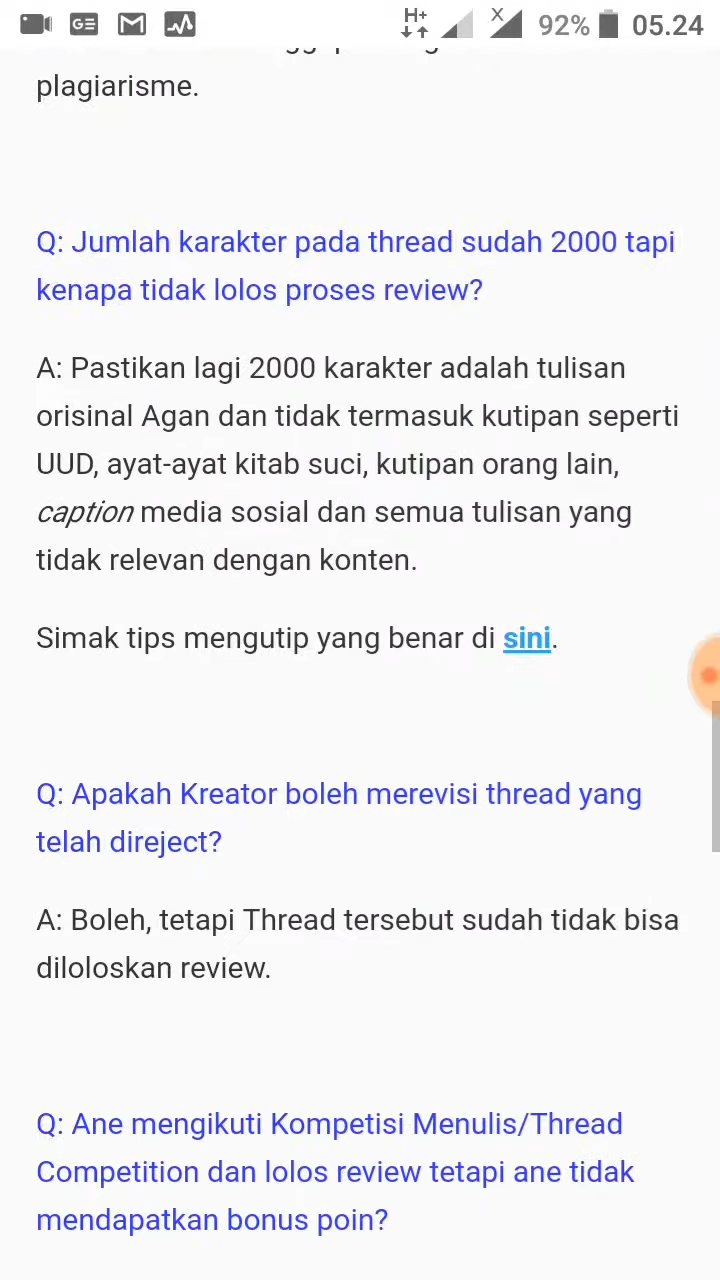 H+ X 92% 05.24
GE M
plagiarisme.
Q: Jumlah karakter pada thread sudah 2000 tapi
kenapa tidak lolos proses review?
A: Pastikan lagi 2000 karakter adalah tulisan
orisinal Agan dan tidak termasuk kutipan seperti
UUD, ayat-ayat kitab suci, kutipan orang lain,
caption media sosial dan semua tulisan yang
tidak relevan dengan konten.
Simak tips mengutip yang benar di sini.
Q: Apakah Kreator boleh merevisi thread yang
telah direject?
A: Boleh, tetapi Thread tersebut sudah tidak bisa
diloloskan review.
Q: Ane mengikuti Kompetisi Menulis/Thread
Competition dan lolos review tetapi ane tidak
mendapatkan bonus poin?